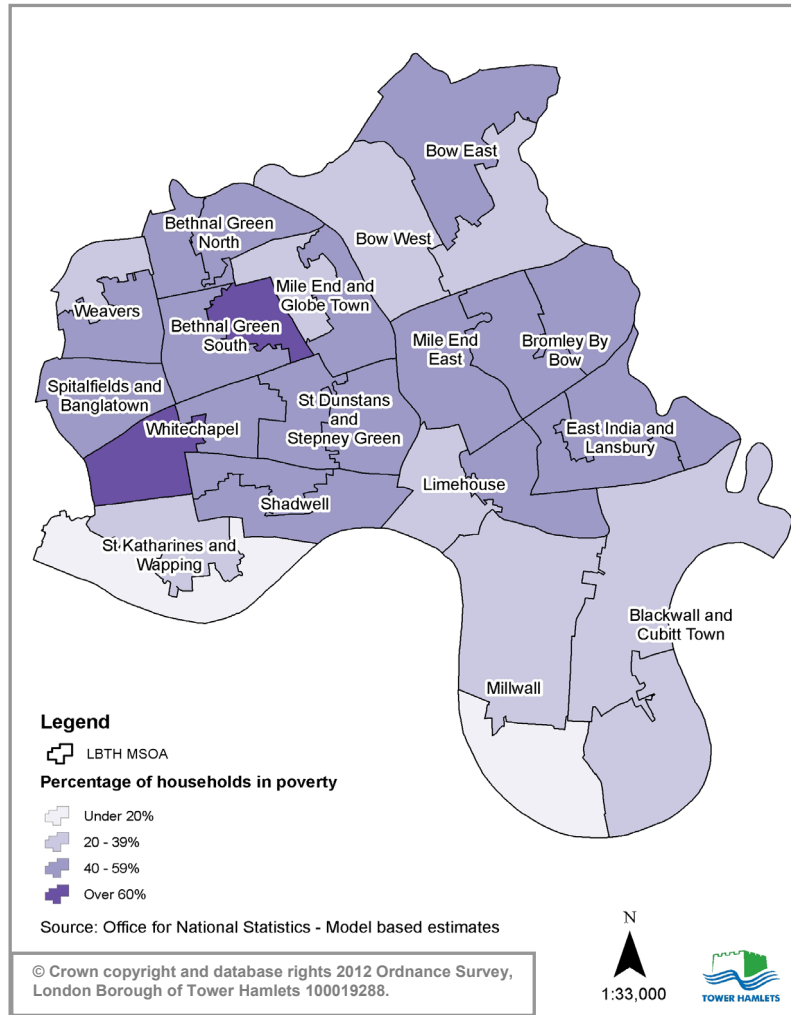 Bow East
Bethnal Green
North
Bow West
Weavers
Mile End and
Globe Town
Bethnal Green
South
Mile End
East
Bromley By
Bow
Spitalfields and
Banglatown
St Dunstans
and
Stepney Green
Whitechapel
East India and
Lansbury
Limehouse
Shadwell
St Katharines and
Wapping
Blackwall and
Cubitt Town
Millwall
Legend
LBTH MSOA
Percentage of households in poverty
Under 20%
20 - 39%
40 - 59%
Over 60%
Source: Office for National Statistics - Model based estimates
© Crown copyright and database rights 2012 Ordnance Survey,
London Borough of Tower Hamlets 100019288.
N
1:33,000
TOWER HAMLETS